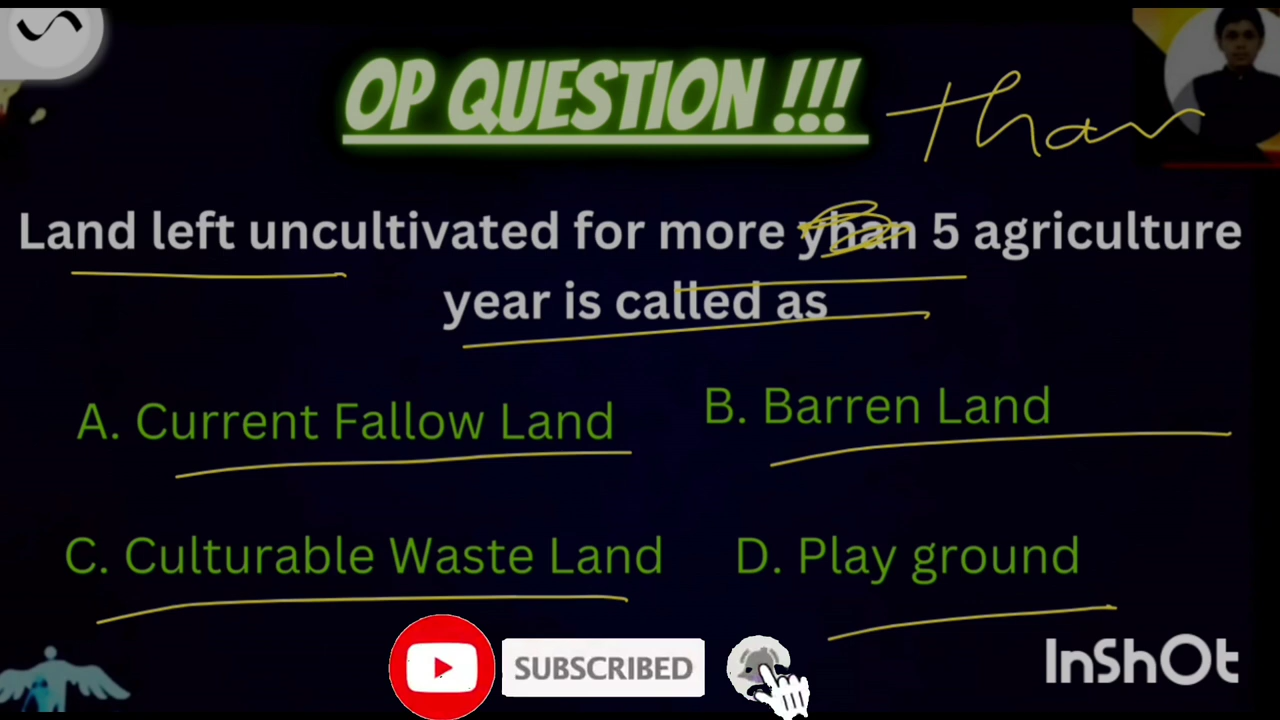 OP QUESTION !!!
than
Land left uncultivated for more yhan 5 agriculture
year is called as
A. Current Fallow Land
B. Barren Land
C. Culturable Waste Land
D. Play ground
SUBSCRIBED
InShOt